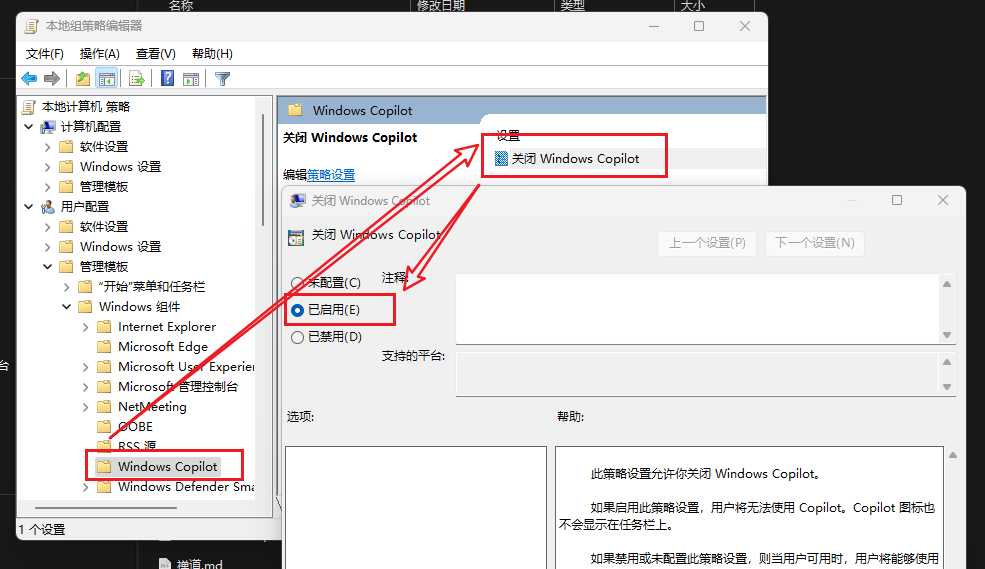 名称 修改日期 类型 大小
本地组策略编辑器
文件(F) 操作(A) 查看(V) 帮助(H)
本地计算机 策略
计算机配置
软件设置
Windows 设置
管理模板
用户配置
软件设置
Windows 设置
管理模板
"开始"菜单和任务栏
Windows 组件
Internet Explorer
Microsoft Edge
Microsoft User Experien
Microsoft 管理控制台
NetMeeting
OOBE
RSS 源
Windows Copilot
Windows Defender Sma
1 个设置
Windows Copilot
关闭 Windows Copilot
编辑策略设置
设置
关闭 Windows Copilot
关闭 Windows Copilot
关闭 Windows Copilot
上一个设置(P) 下一个设置(N)
未配置(C)
已启用(E)
已禁用(D)
注释:
支持的平台:
选项:
帮助:
此策略设置允许你关闭 Windows Copilot。
如果启用此策略设置，用户将无法使用 Copilot。Copilot 图标也
不会显示在任务栏上。
如果禁用或未配置此策略设置，则当用户可用时，用户将能够使用
台
禅道.md